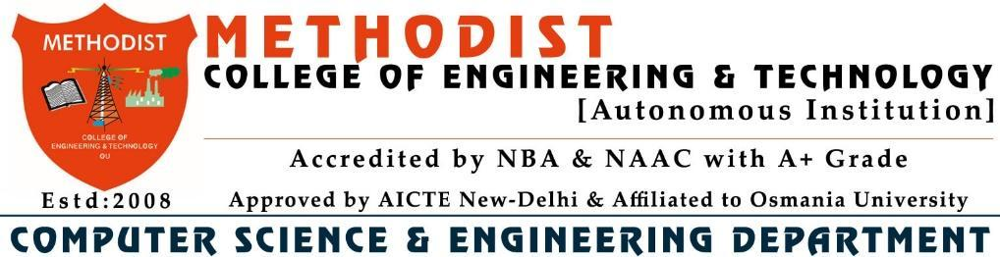 METHODIST
COLLEGE OF
ENGINEERING & TECHNOLOGY
OU
Estd:2008
METHODIST
COLLEGE OF ENGINEERING & TECHNOLOGY
[Autonomous Institution]
Accredited by NBA & NAAC with A+ Grade
Approved by AICTE New-Delhi & Affiliated to Osmania University
COMPUTER SCIENCE & ENGINEERING DEPARTMENT